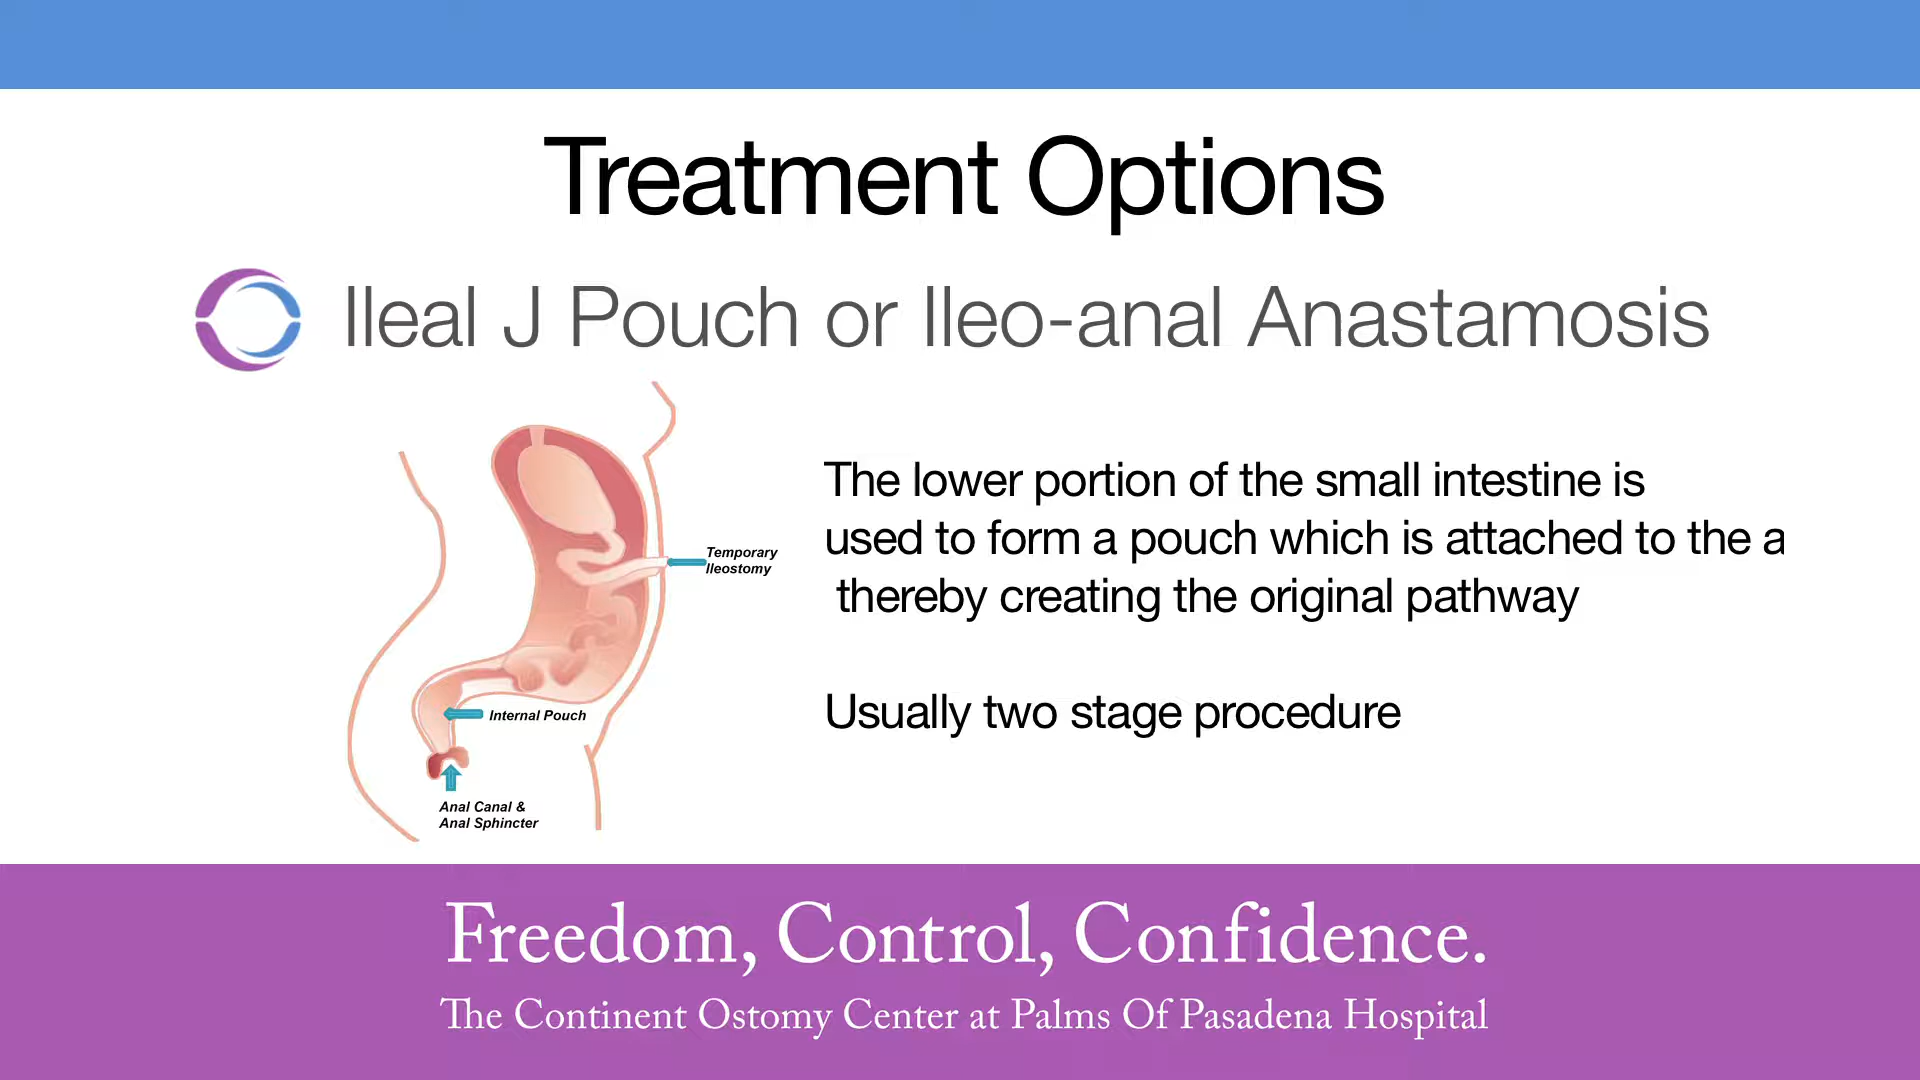 Treatment Options
Ileal J Pouch or Ileo-anal Anastamosis
The lower portion of the small intestine is
used to form a pouch which is attached to the a
thereby creating the original pathway
Usually two stage procedure
Temporary
Ileostomy
Internal Pouch
Anal Canal &
Anal Sphincter
Freedom, Control, Confidence.
The Continent Ostomy Center at Palms Of Pasadena Hospital